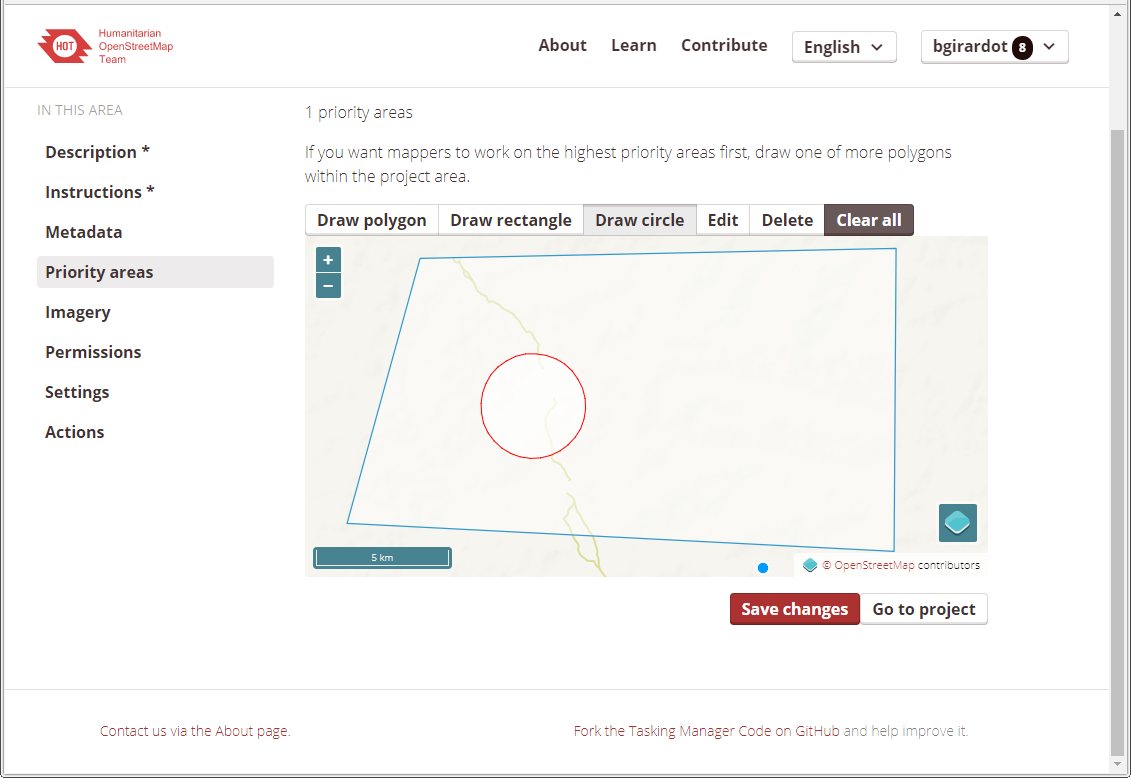 HOT
Humanitarian
OpenStreetMap
Team
About Learn Contribute English bgirardot 8
IN THIS AREA
Description *
Instructions *
Metadata
Priority areas
Imagery
Permissions
Settings
Actions
1 priority areas
If you want mappers to work on the highest priority areas first, draw one of more polygons
within the project area.
Draw polygon Draw rectangle Draw circle Edit Delete Clear all
+
−
5 km
© OpenStreetMap contributors
Save changes Go to project
Contact us via the About page. Fork the Tasking Manager Code on GitHub and help improve it.